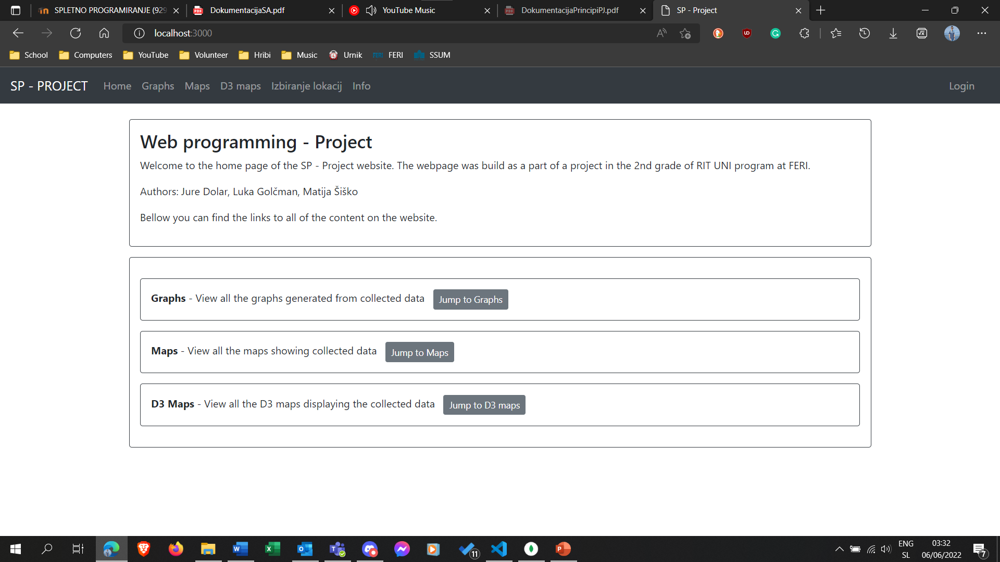 SPLETNO PROGRAMIRANJE (929
DokumentacijaSA.pdf
YouTube Music
DokumentacijaPrincipiPJ.pdf
SP - Project
localhost:3000
School
Computers
YouTube
Volunteer
Hribi
Music
Urnik
FERI
FERI
SSUM
SP - PROJECT
Home
Graphs
Maps
D3 maps
Izbiranje lokacij
Info
Login
Web programming - Project
Welcome to the home page of the SP - Project website. The webpage was build as a part of a project in the 2nd grade of RIT UNI program at FERI.
Authors: Jure Dolar, Luka Golčman, Matija Šiško
Bellow you can find the links to all of the content on the website.
Graphs - View all the graphs generated from collected data
Jump to Graphs
Maps - View all the maps showing collected data
Jump to Maps
D3 Maps - View all the D3 maps displaying the collected data
Jump to D3 maps
11
ENG
SL
03:32
06/06/2022
7